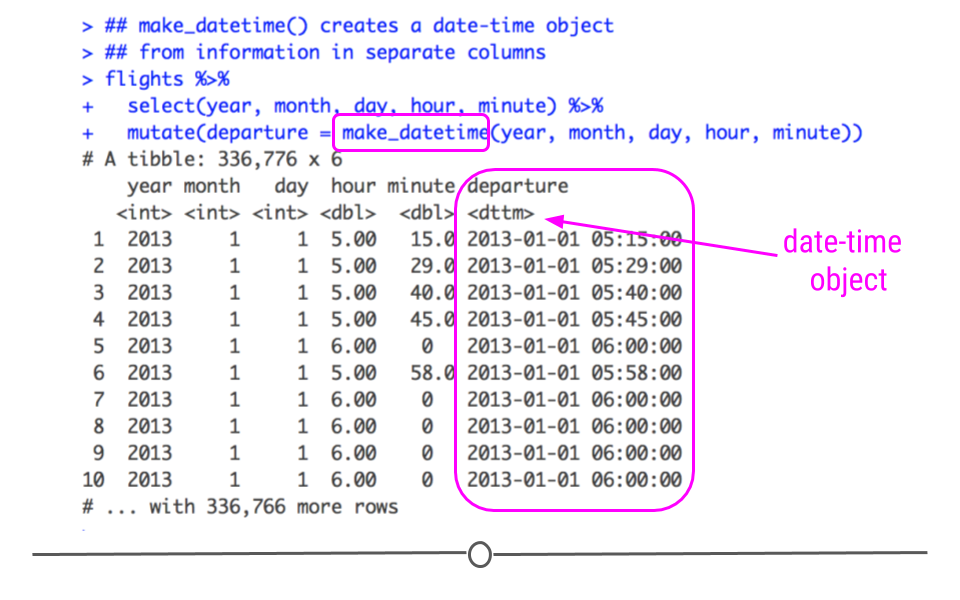 > ## make_datetime() creates a date-time object
> ## from information in separate columns
> flights %>%
+   select(year, month, day, hour, minute) %>%
+   mutate(departure = make_datetime(year, month, day, hour, minute))
# A tibble: 336,776 x 6
    year month   day  hour minute departure
   <int> <int> <int> <dbl>  <dbl> <dttm>
 1  2013     1     1  5.00   15.0 2013-01-01 05:15:00
 2  2013     1     1  5.00   29.0 2013-01-01 05:29:00
 3  2013     1     1  5.00   40.0 2013-01-01 05:40:00
 4  2013     1     1  5.00   45.0 2013-01-01 05:45:00
 5  2013     1     1  6.00    0   2013-01-01 06:00:00
 6  2013     1     1  5.00   58.0 2013-01-01 05:58:00
 7  2013     1     1  6.00    0   2013-01-01 06:00:00
 8  2013     1     1  6.00    0   2013-01-01 06:00:00
 9  2013     1     1  6.00    0   2013-01-01 06:00:00
10  2013     1     1  6.00    0   2013-01-01 06:00:00
# ... with 336,766 more rows
date-time
object